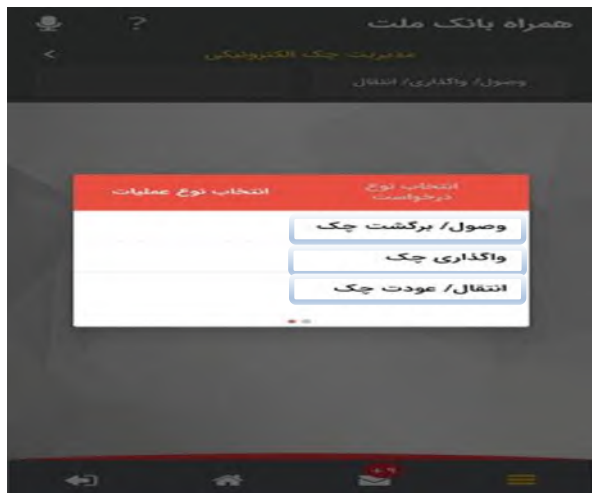 همراه بانک ملت
?
مدیریت چک الکترونیکی
وصول/ واگذاری/ انتقال
انتخاب نوع درخواست
انتخاب نوع عملیات
وصول/ برگشت چک
واگذاری چک
انتقال/ عودت چک